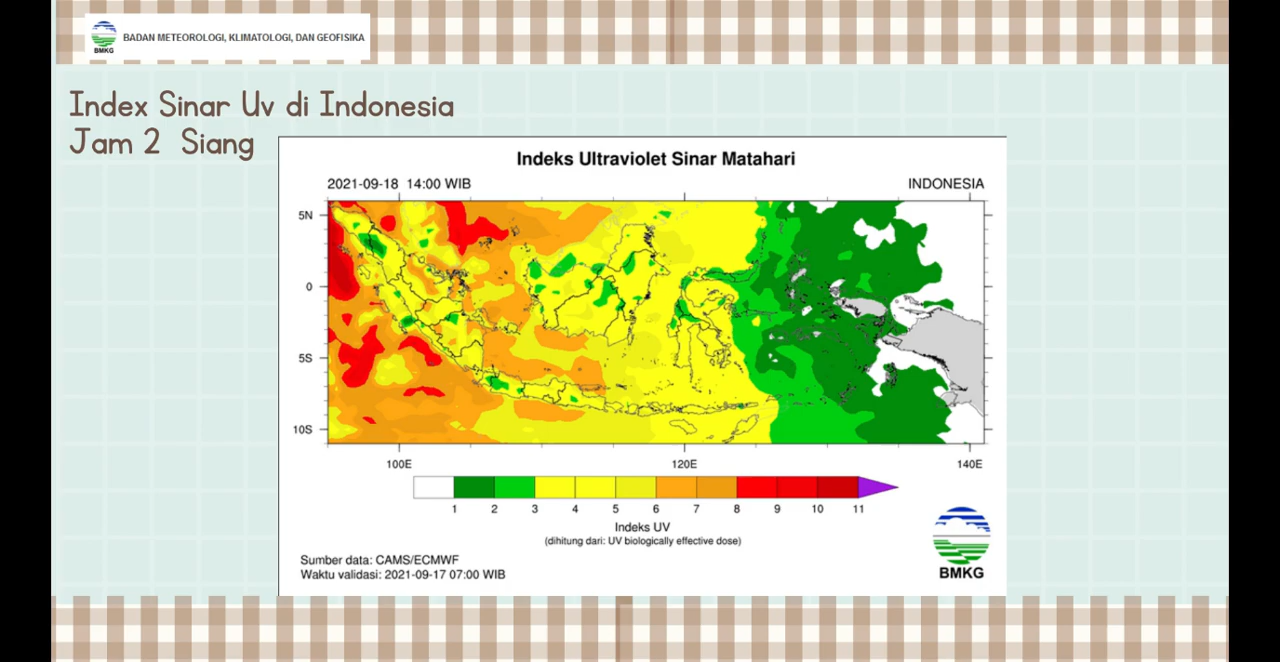 BMKG
BADAN METEOROLOGI, KLIMATOLOGI, DAN GEOFISIKA
Index Sinar Uv di Indonesia
Jam 2 Siang
Indeks Ultraviolet Sinar Matahari
2021-09-18 14:00 WIB
INDONESIA
5N
0
5S
10S
100E 120E 140E
1 2 3 4 5 6 7 8 9 10 11
Indeks UV
(dihitung dari: UV biologically effective dose)
Sumber data: CAMS/ECMWF
Waktu validasi: 2021-09-17 07:00 WIB
BMKG